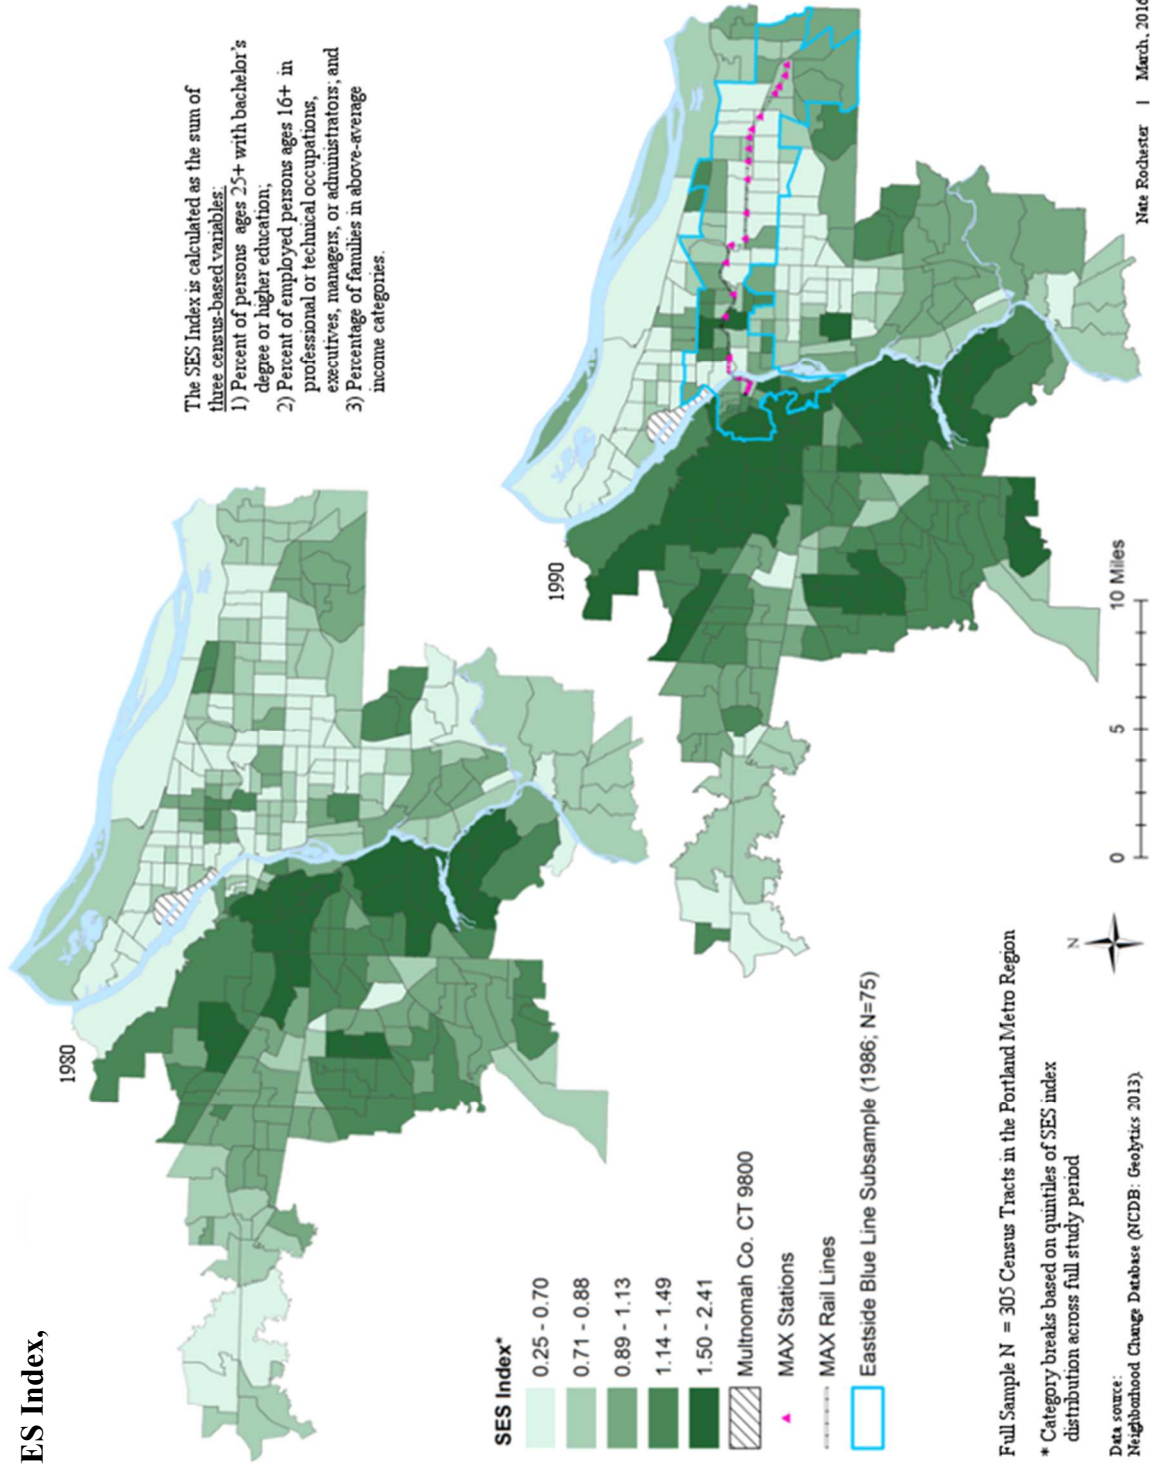 ES Index,
1980
The SES Index is calculated as the sum of
three census-based variables:
1) Percent of persons ages 25+ with bachelor's
degree or higher education;
2) Percent of employed persons ages 16+ in
professional or technical occupations,
executives, managers, or administrators; and
3) Percentage of families in above-average
income categories.
1990
SES Index*
0.25 - 0.70
0.71 - 0.88
0.89 - 1.13
1.14 - 1.49
1.50 - 2.41
Multnomah Co. CT 9800
MAX Stations
MAX Rail Lines
Eastside Blue Line Subsample (1986; N=75)
Full Sample N = 305 Census Tracts in the Portland Metro Region
* Category breaks based on quintiles of SES index
distribution across full study period
Data source:
Neighborhood Change Database (NCDB: Geolytics 2013).
N
0 5 10 Miles
Nate Rochester | March, 2016